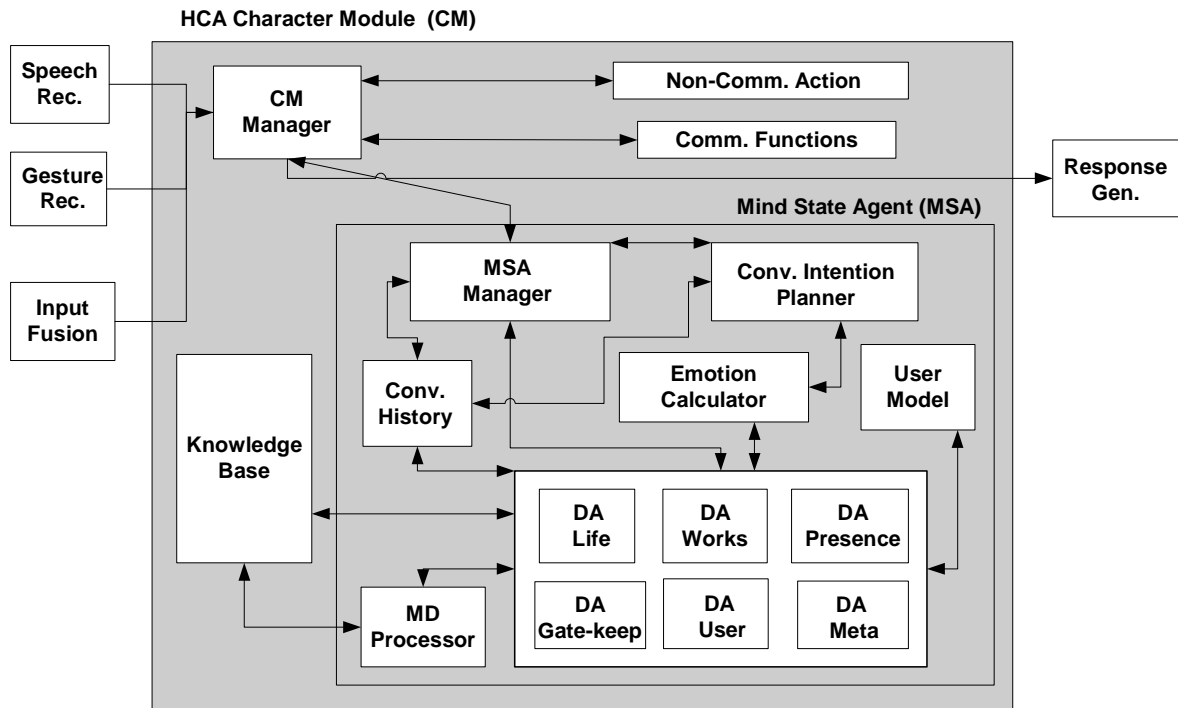 HCA Character Module (CM)
Speech
Rec.
CM
Manager
Non-Comm. Action
Comm. Functions
Gesture
Rec.
Response
Gen.
Mind State Agent (MSA)
MSA
Manager
Conv. Intention
Planner
Input
Fusion
Knowledge
Base
Conv.
History
Emotion
Calculator
User
Model
DA
Life
DA
Works
DA
Presence
MD
Processor
DA
Gate-keep
DA
User
DA
Meta